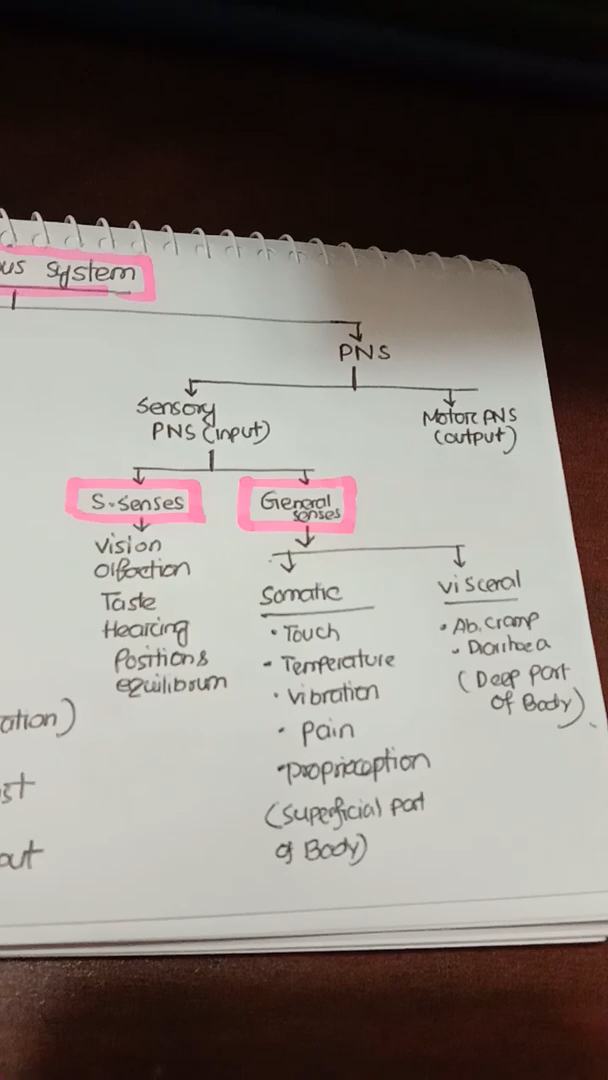 us system
PNS
Sensory
PNS (input)
Motor PNS
(output)
S.senses
General
senses
Vision
Olfaction
Taste
Hearing
Positions
equilibrum
Somatic
• Touch
• Temperature
• Vibration
• Pain
• Proprioception
(Superficial part
of Body)
visceral
• Ab. cramp
• Diarrhoea
(Deep part
of Body)
ation)
st
out